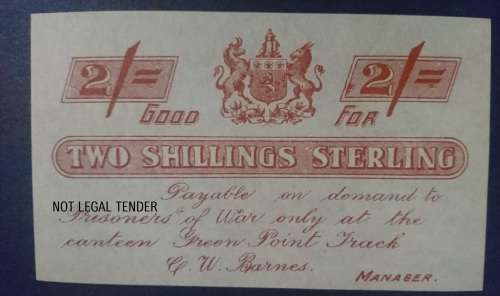 2/= 2/=
GOOD FOR
TWO SHILLINGS STERLING
Payable on domand to
NOT LEGAL TENDER
"Prisoners" of War only at the
canteen Green Point Track
C. W. Barnes.
MANAGER.